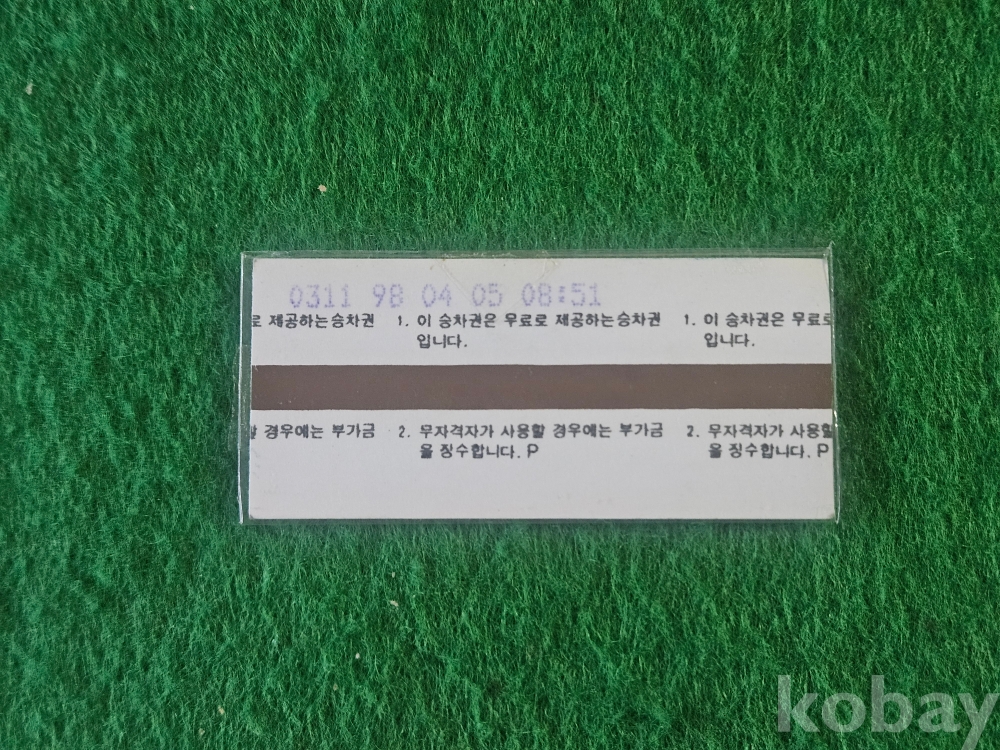 0311 98 04 05 08:51
로 제공하는승차권 1. 이 승차권은 무료로 제공하는승차권 1. 이 승차권은 무료로
입니다. 입니다.
할 경우에는 부가금 2. 무자격자가 사용할 경우에는 부가금 2. 무자격자가 사용할
을 징수합니다. P 을 징수합니다. P
kobay